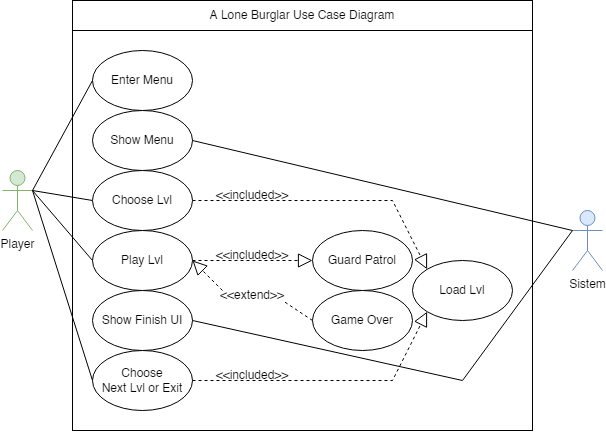 A Lone Burglar Use Case Diagram
Enter Menu
Show Menu
Choose Lvl
<<included>>
Player
Play Lvl
<<included>>
Guard Patrol
Load Lvl
Sistem
<<extend>>
Show Finish UI
Game Over
Choose
Next Lvl or Exit
<<included>>